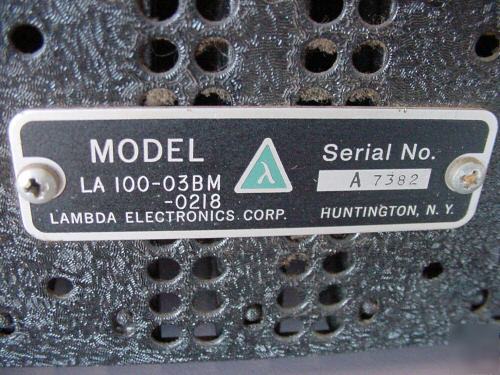 MODEL
LA 100-03BM
-0218
LAMBDA ELECTRONICS CORP.
λ
Serial No.
A 7382
HUNTINGTON, N. Y.